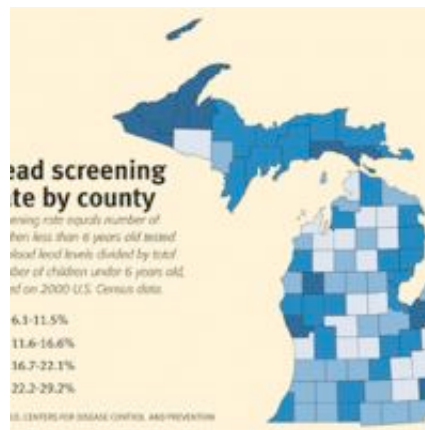 ead screening
te by county
ening rate equals number of
ren less than 6 years old tested
blood lead levels divided by total
ber of children under 6 years old,
d on 2000 U.S. Census data.
6.1-11.5%
11.6-16.6%
16.7-22.1%
22.2-29.2%
U.S. CENTERS FOR DISEASE CONTROL AND PREVENTION